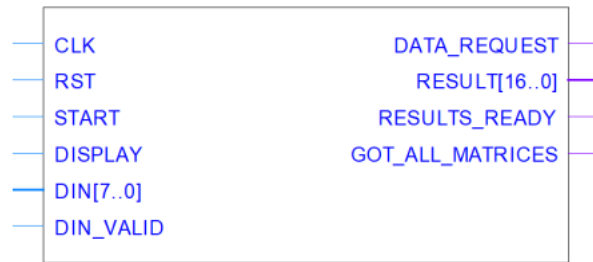 CLK DATA_REQUEST
RST RESULT[16..0]
START RESULTS_READY
DISPLAY GOT_ALL_MATRICES
DIN[7..0]
DIN_VALID